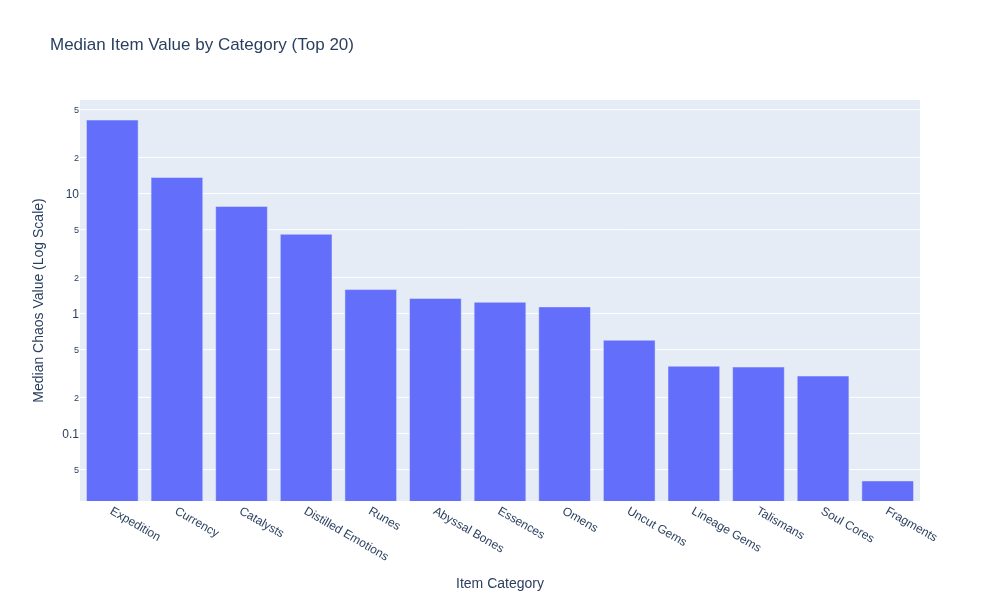 Median Item Value by Category (Top 20)
Median Chaos Value (Log Scale)
5
2
10
5
2
1
5
2
0.1
5
Expedition
Currency
Catalysts
Distilled Emotions
Runes
Abyssal Bones
Essences
Omens
Uncut Gems
Lineage Gems
Talismans
Soul Cores
Fragments
Item Category